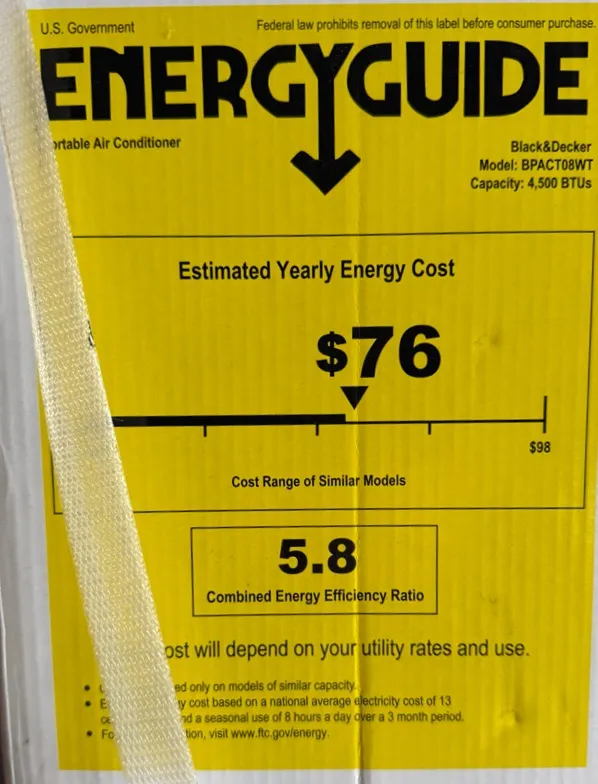 U.S. Government
Federal law prohibits removal of this label before consumer purchase.
ENERGYGUIDE
ortable Air Conditioner
Black&Decker
Model: BPACT08WT
Capacity: 4,500 BTUs
Estimated Yearly Energy Cost
$76
$98
Cost Range of Similar Models
5.8
Combined Energy Efficiency Ratio
ost will depend on your utility rates and use.
ed only on models of similar capacity.
y cost based on a national average electricity cost of 13
nd a seasonal use of 8 hours a day over a 3 month period.
Fo tion, visit www.ftc.gov/energy.